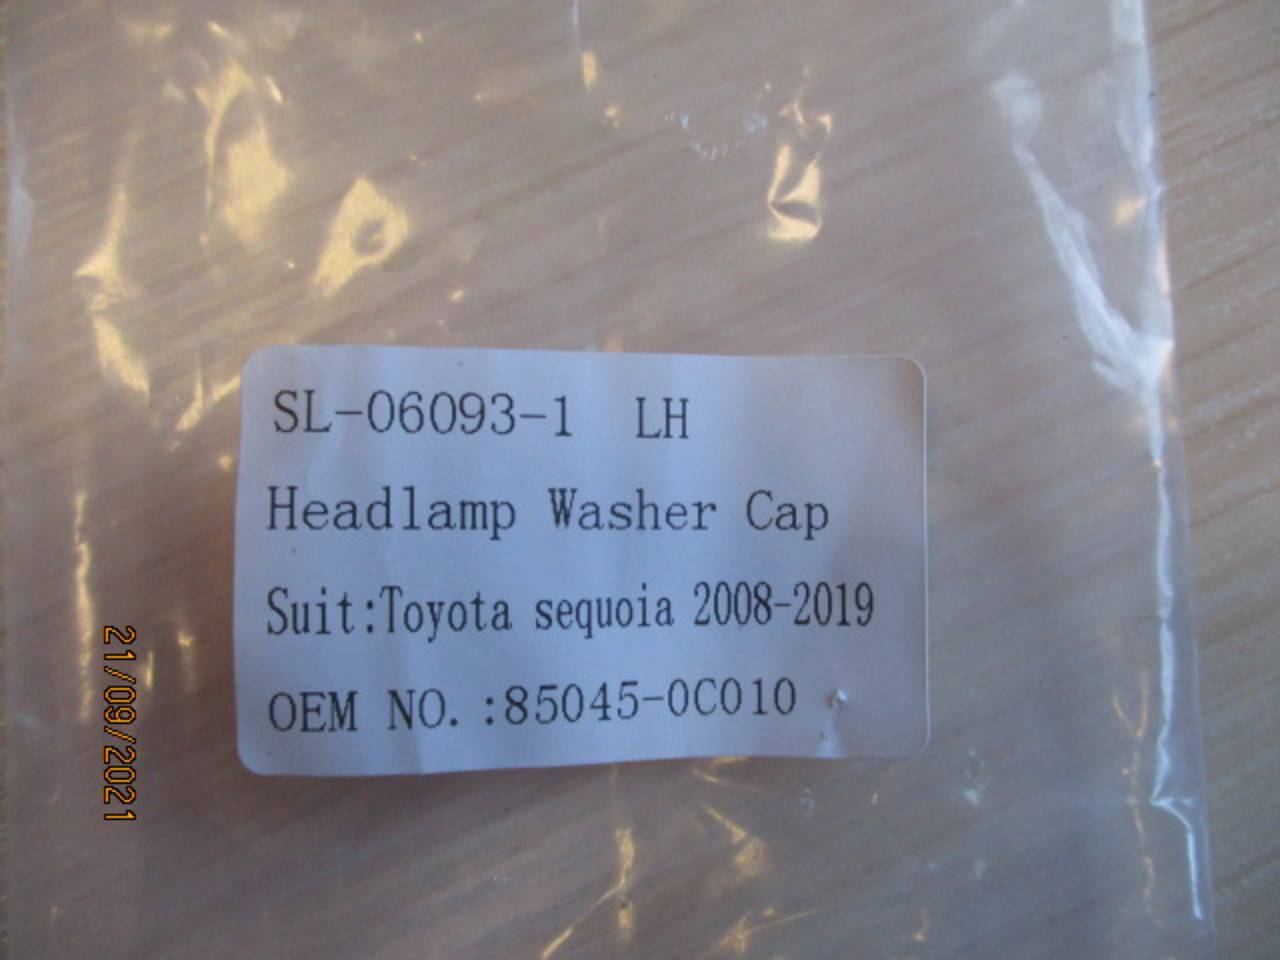 SL-06093-1 LH
Headlamp Washer Cap
Suit:Toyota sequoia 2008-2019
OEM NO.:85045-0C010
21/09/2021